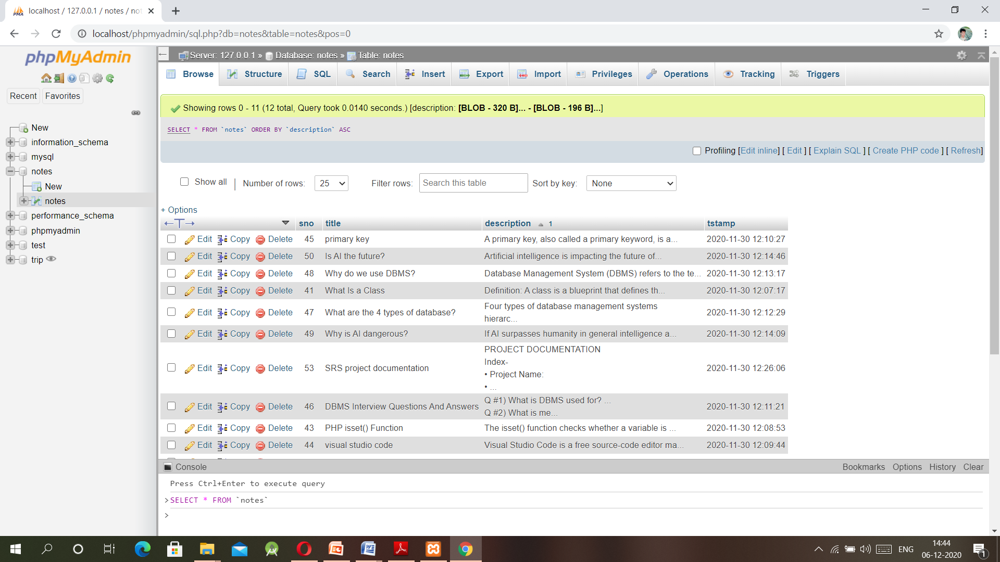 localhost / 127.0.0.1 / notes / not
localhost/phpmyadmin/sql.php?db=notes&table=notes&pos=0
phpMyAdmin
Recent Favorites
New
information_schema
mysql
notes
New
notes
performance_schema
phpmyadmin
test
trip
Server: 127.0.0.1 » Database: notes » Table: notes
Browse Structure SQL Search Insert Export Import Privileges Operations Tracking Triggers
Showing rows 0 - 11 (12 total, Query took 0.0140 seconds.) [description: [BLOB - 320 B]... - [BLOB - 196 B]...]
SELECT * FROM `notes` ORDER BY `description` ASC
Profiling [Edit inline] [ Edit ] [ Explain SQL ] [ Create PHP code ] [ Refresh]
Show all | Number of rows: 25 Filter rows: Search this table Sort by key: None
+ Options
←T→ sno title description 1 tstamp
Edit Copy Delete 45 primary key A primary key, also called a primary keyword, is a... 2020-11-30 12:10:27
Edit Copy Delete 50 Is AI the future? Artificial intelligence is impacting the future of... 2020-11-30 12:14:46
Edit Copy Delete 48 Why do we use DBMS? Database Management System (DBMS) refers to the te... 2020-11-30 12:13:17
Edit Copy Delete 41 What Is a Class Definition: A class is a blueprint that defines th... 2020-11-30 12:07:17
Edit Copy Delete 47 What are the 4 types of database? Four types of database management systems
hierarc... 2020-11-30 12:12:29
Edit Copy Delete 49 Why is AI dangerous? If AI surpasses humanity in general intelligence a... 2020-11-30 12:14:09
Edit Copy Delete 53 SRS project documentation PROJECT DOCUMENTATION
Index-
• Project Name:
• ... 2020-11-30 12:26:06
Edit Copy Delete 46 DBMS Interview Questions And Answers Q #1) What is DBMS used for? ...
Q #2) What is me... 2020-11-30 12:11:21
Edit Copy Delete 43 PHP isset() Function The isset() function checks whether a variable is ... 2020-11-30 12:08:53
Edit Copy Delete 44 visual studio code Visual Studio Code is a free source-code editor ma... 2020-11-30 12:09:44
Console Bookmarks Options History Clear
Press Ctrl+Enter to execute query
>SELECT * FROM `notes`
>
ENG 14:44
06-12-2020
1